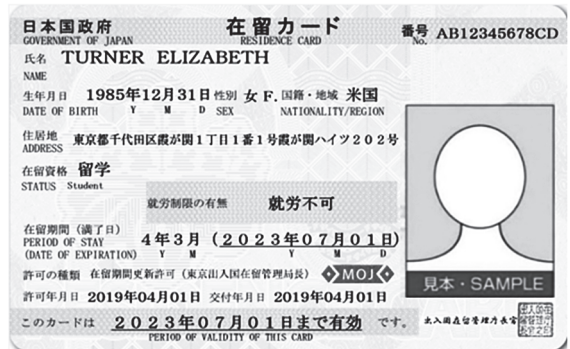 日本国政府 在留カード 番号 AB12345678CD
GOVERNMENT OF JAPAN RESIDENCE CARD No.
氏名 TURNER ELIZABETH
NAME
生年月日 1985年12月31日 性別 女 F. 国籍・地域 米国
DATE OF BIRTH Y M D SEX NATIONALITY/REGION
住居地 東京都千代田区霞が関1丁目1番1号霞が関ハイツ202号
ADDRESS
在留資格 留学
STATUS Student
就労制限の有無 就労不可
在留期間(満了日) 4年3月(2023年07月01日)
PERIOD OF STAY Y M Y M D
(DATE OF EXPIRATION)
許可の種類 在留期間更新許可(東京出入国在留管理局長) MOJ
見本・SAMPLE
許可年月日 2019年04月01日 交付年月日 2019年04月01日
このカードは 2023年07月01日まで有効 です。 出入国在留管理庁長官
PERIOD OF VALIDITY OF THIS CARD